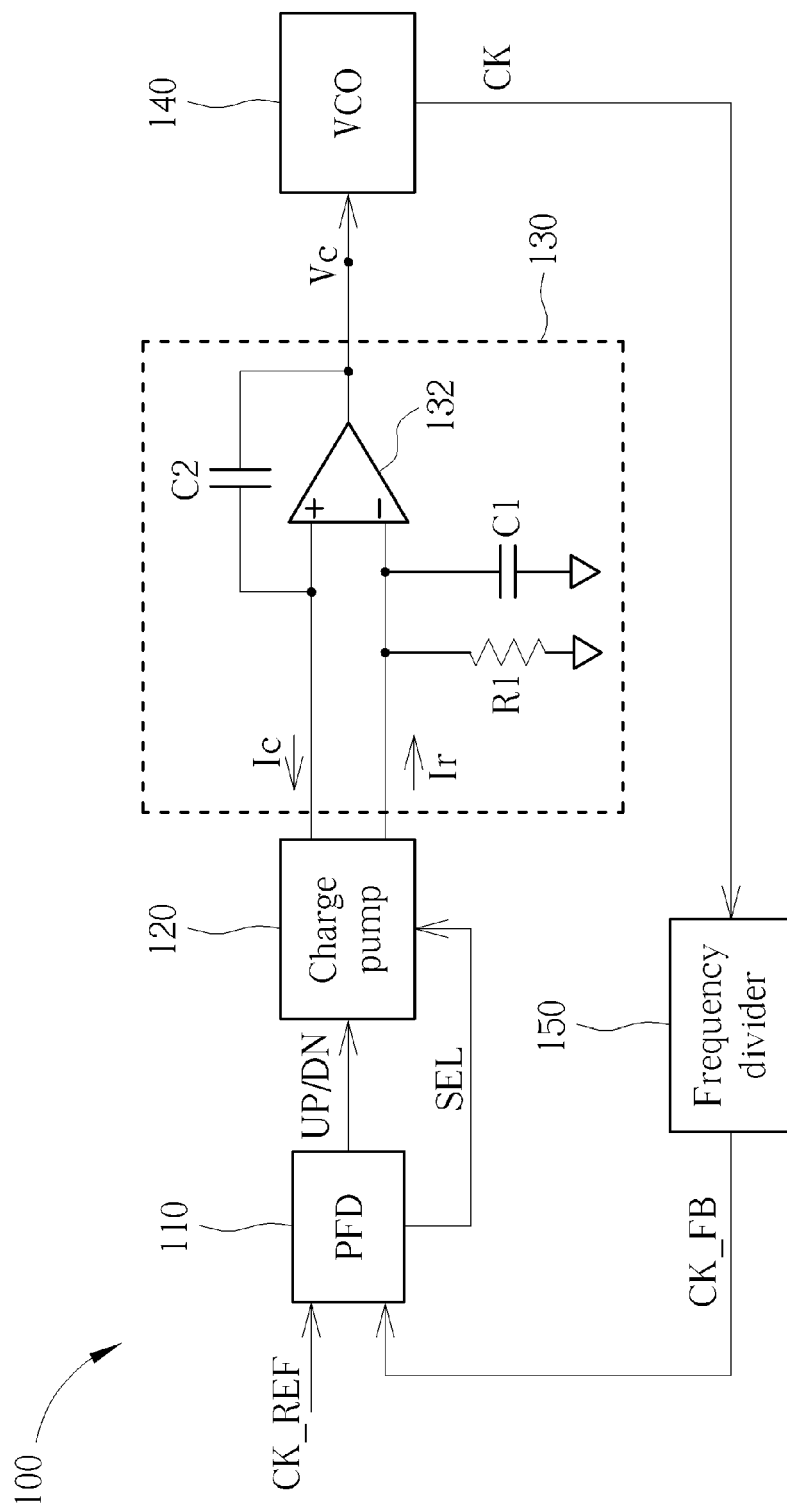 100
CK_REF
110
PFD
UP/DN
SEL
120
Charge
pump
Ic
Ir
C2
+
−
132
R1
C1
130
Vc
140
VCO
CK
150
Frequency
divider
CK_FB